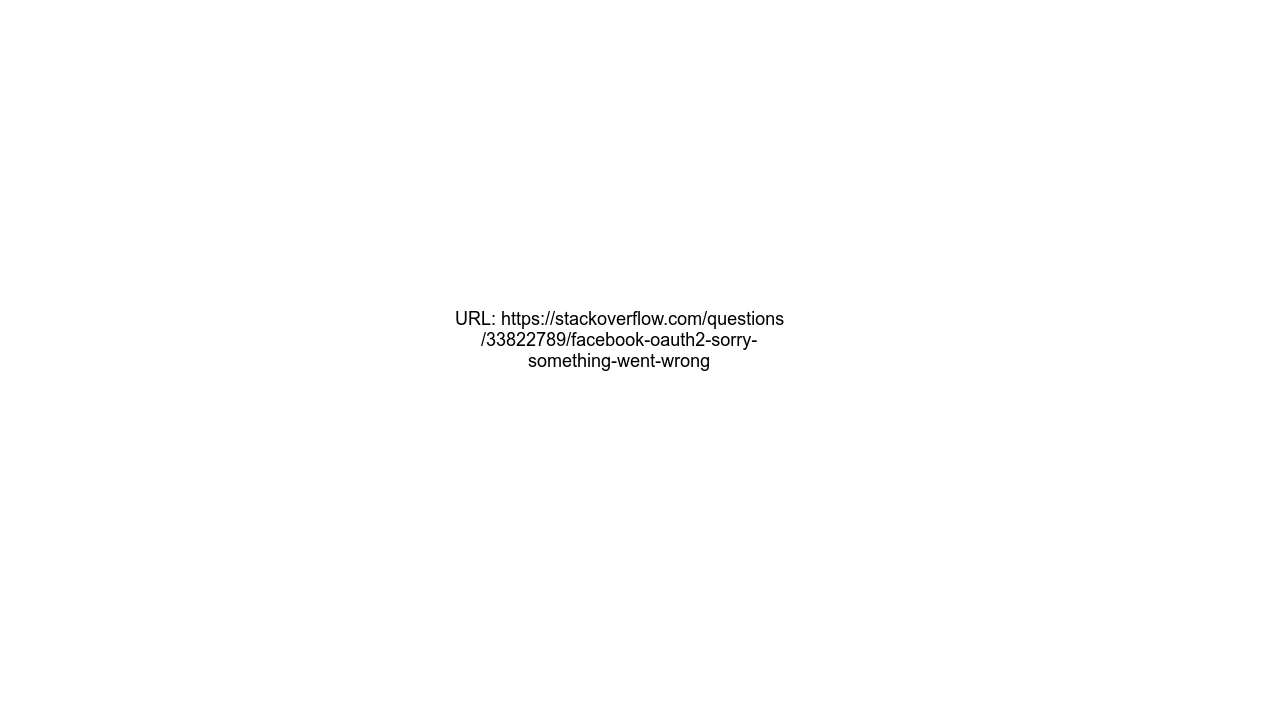 URL: https://stackoverflow.com/questions
/33822789/facebook-oauth2-sorry-
something-went-wrong